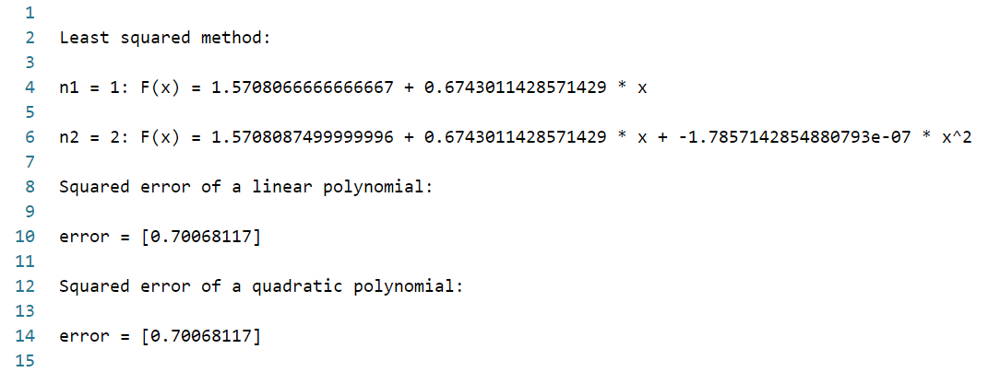 1
2 Least squared method:
3
4 n1 = 1: F(x) = 1.5708066666666667 + 0.6743011428571429 * x
5
6 n2 = 2: F(x) = 1.5708087499999996 + 0.6743011428571429 * x + -1.7857142854880793e-07 * x^2
7
8 Squared error of a linear polynomial:
9
10 error = [0.70068117]
11
12 Squared error of a quadratic polynomial:
13
14 error = [0.70068117]
15